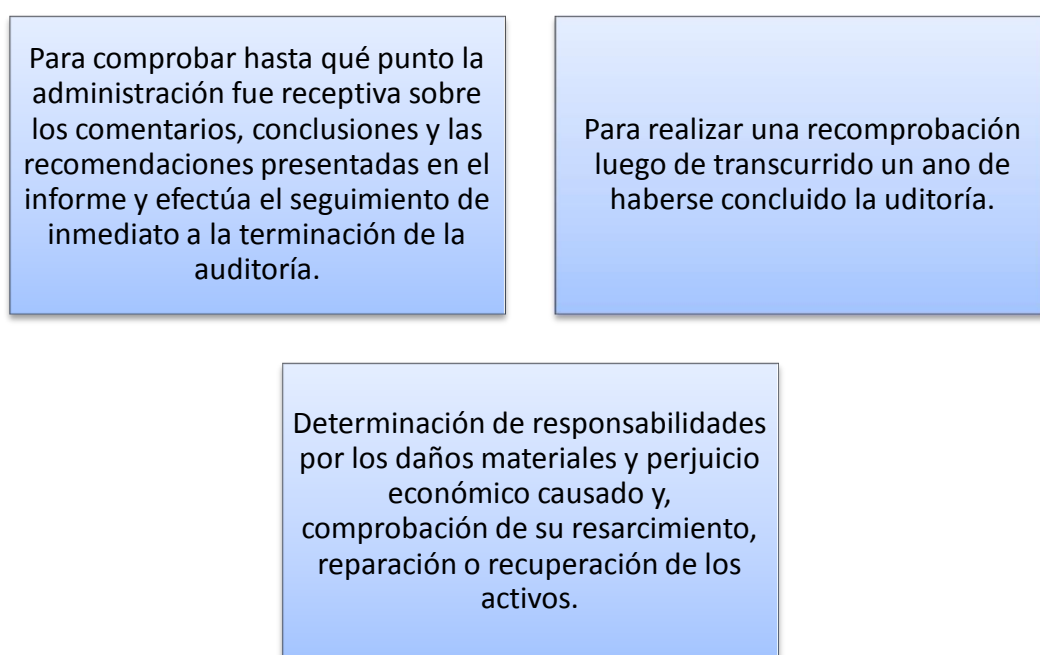 Para comprobar hasta qué punto la
administración fue receptiva sobre
los comentarios, conclusiones y las
recomendaciones presentadas en el
informe y efectúa el seguimiento de
inmediato a la terminación de la
auditoría.
Para realizar una recomprobación
luego de transcurrido un ano de
haberse concluido la uditoría.
Determinación de responsabilidades
por los daños materiales y perjuicio
económico causado y,
comprobación de su resarcimiento,
reparación o recuperación de los
activos.